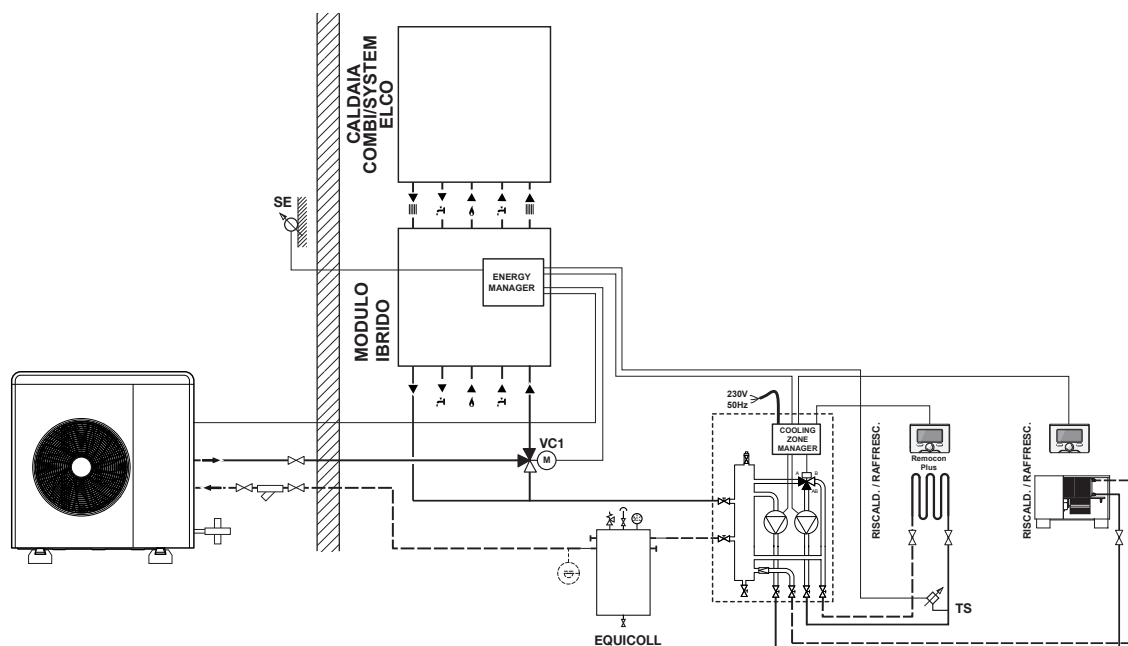 CALDAIA
COMBI/SYSTEM
ELCO
SE
ENERGY
MANAGER
MODULO
IBRIDO
230V
50Hz
VC1
M
COOLING
ZONE
MANAGER
A
B
AB
Remocon
Plus
RISCALD. / RAFFRESC.
RISCALD. / RAFFRESC.
TS
EQUICOLL